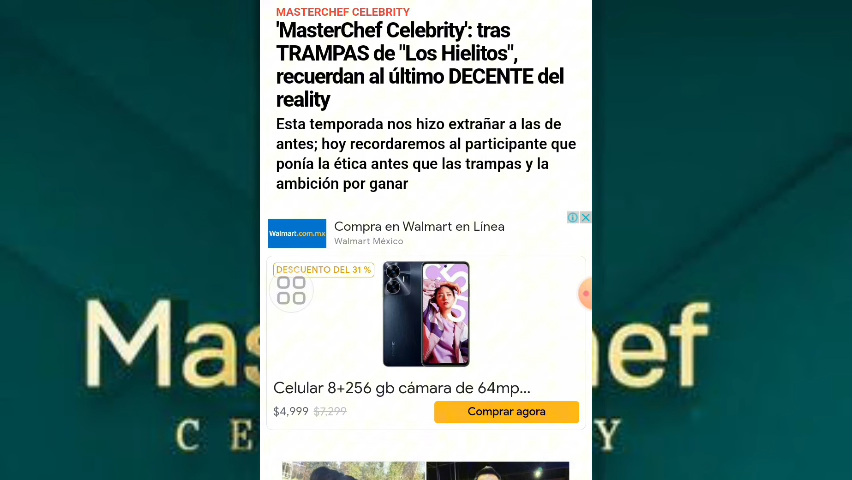 MASTERCHEF CELEBRITY
'MasterChef Celebrity': tras
TRAMPAS de "Los Hielitos",
recuerdan al último DECENTE del
reality
Esta temporada nos hizo extrañar a las de
antes; hoy recordaremos al participante que
ponía la ética antes que las trampas y la
ambición por ganar
Walmart.com.mx
Compra en Walmart en Línea
Walmart México
DESCUENTO DEL 31 %
Celular 8+256 gb cámara de 64mp...
$4,999 $7,299
Comprar agora
Mas
hef
CE
Y